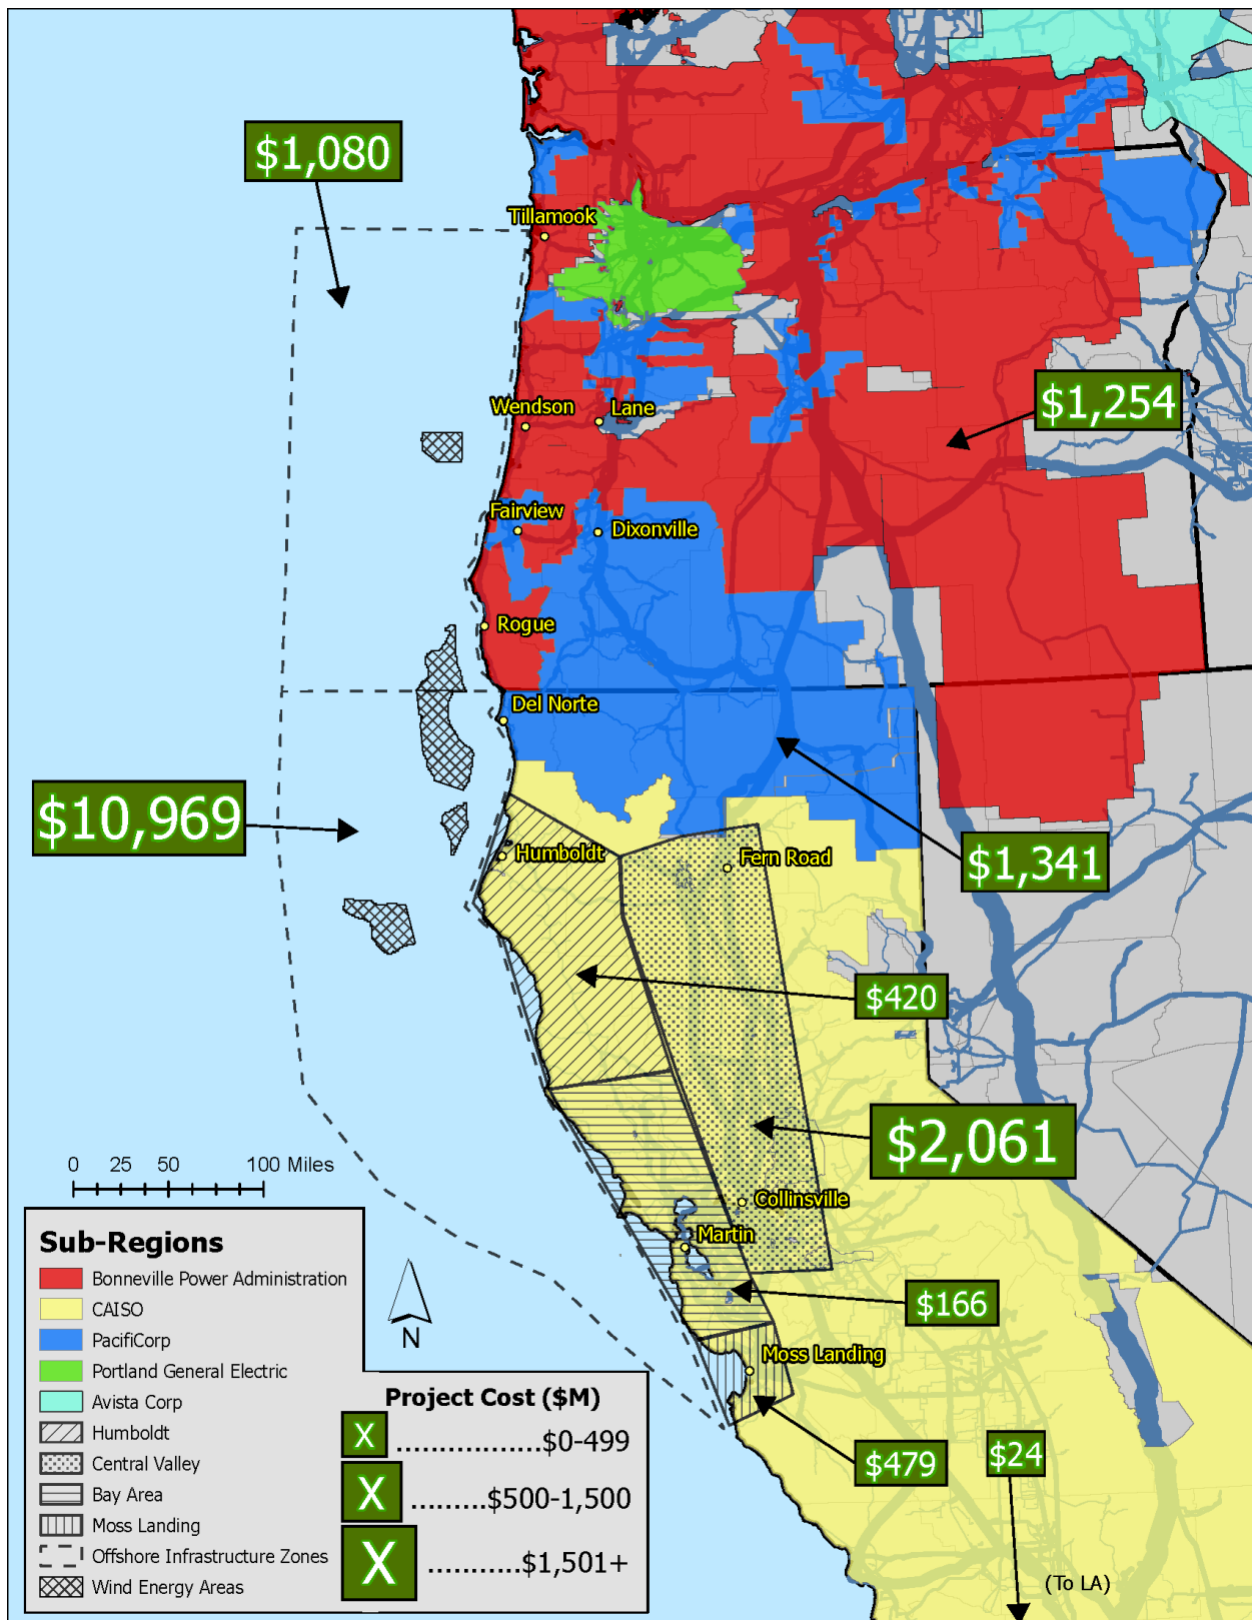 $1,080
Tillamook
$1,254
Wendson
Lane
Fairview
Dixonville
Rogue
Del Norte
$10,969
$1,341
Humboldt
Fern Road
$420
$2,061
0 25 50 100 Miles
Collinsville
Martin
$166
Moss Landing
$479
$24
(To LA)
N
Sub-Regions
Bonneville Power Administration
CAISO
PacifiCorp
Portland General Electric
Avista Corp
Humboldt
Central Valley
Bay Area
Moss Landing
Offshore Infrastructure Zones
Wind Energy Areas
Project Cost ($M)
X .................$0-499
X .........$500-1,500
X ...........$1,501+